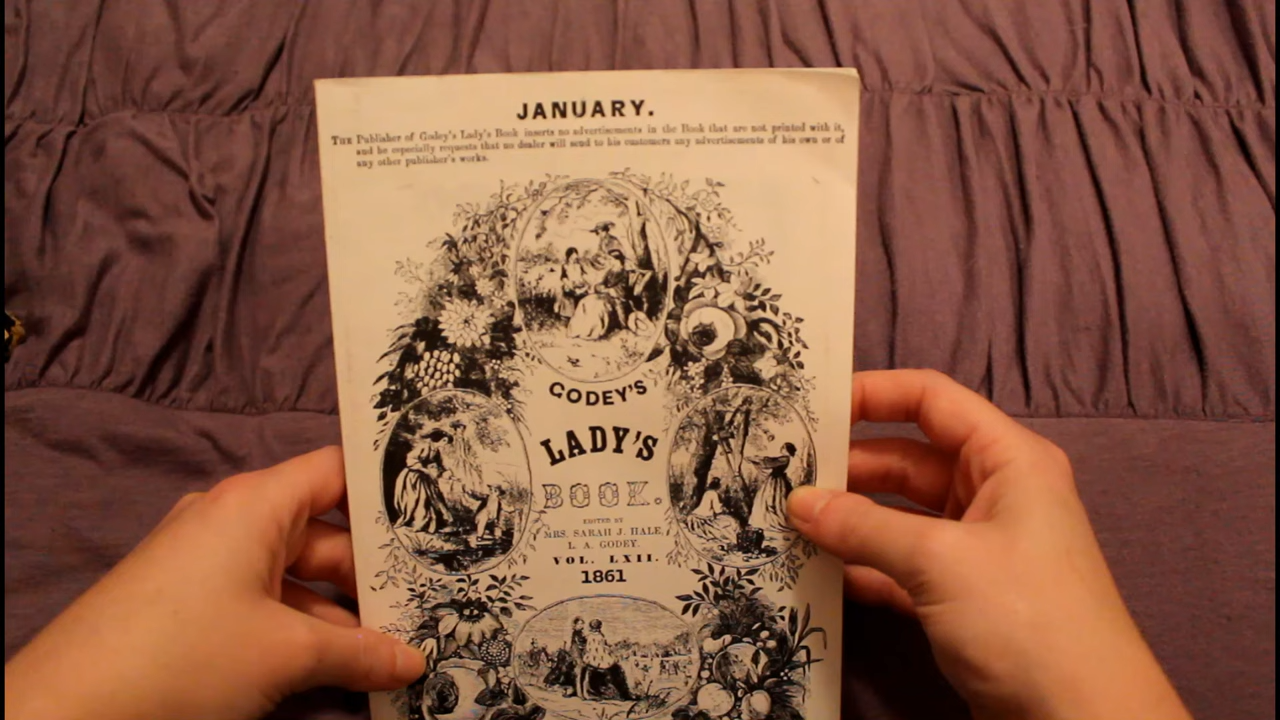 JANUARY.
THE Publisher of Godey's Lady's Book inserts no advertisements in the Book that are not printed with it,
and he especially requests that no dealer will send to his customers any advertisements of his own or of
any other publisher's works.
GODEY'S
LADY'S
BOOK.
EDITED BY
MRS. SARAH J. HALE,
L. A. GODEY.
VOL. LXII.
1861